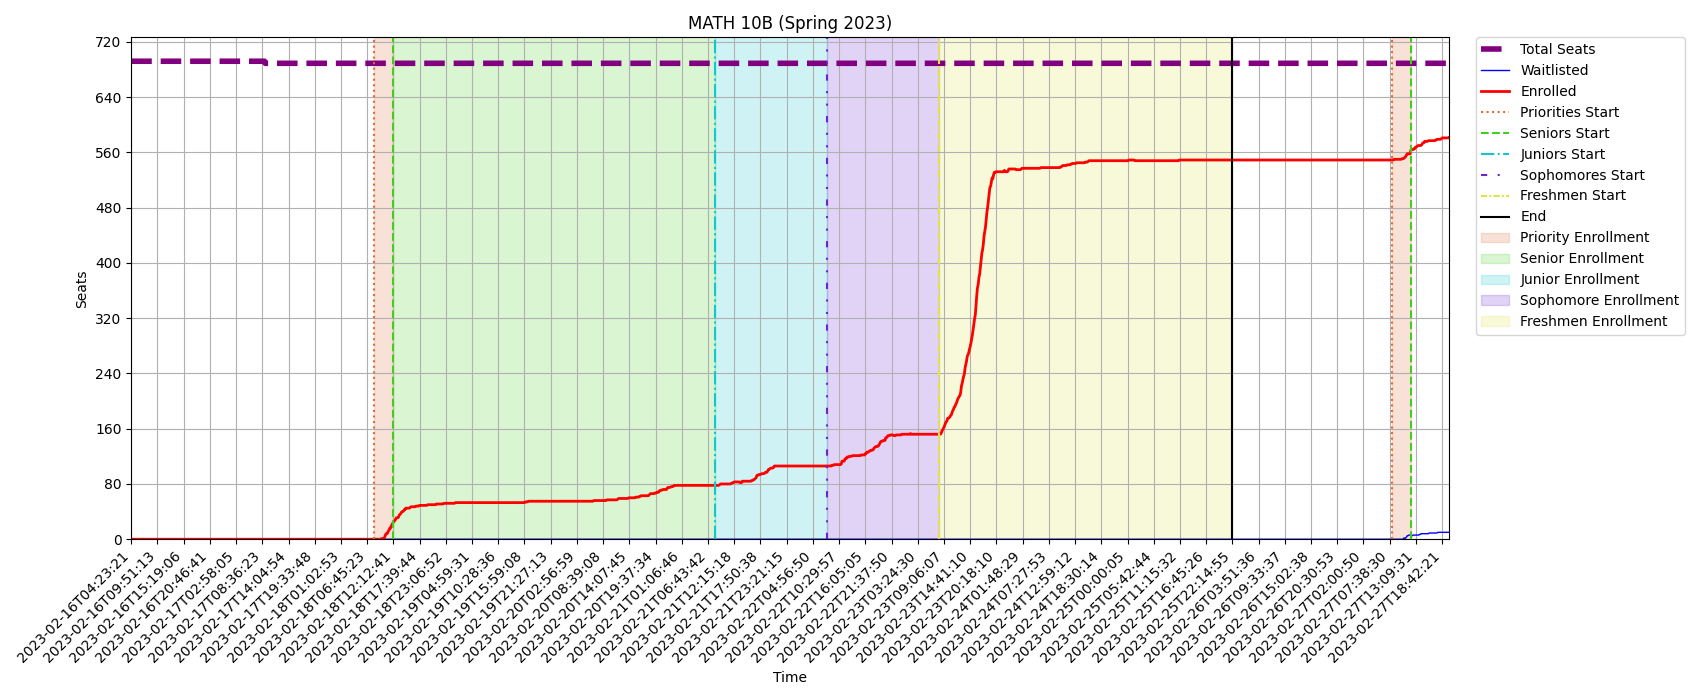 MATH 10B (Spring 2023)
720
640
560
480
400
320
240
160
80
0
Seats
2023-02-16T04:23:21
2023-02-16T09:51:13
2023-02-16T15:19:06
2023-02-16T20:46:41
2023-02-17T02:58:05
2023-02-17T08:36:23
2023-02-17T14:04:54
2023-02-17T19:33:48
2023-02-18T01:02:53
2023-02-18T06:45:23
2023-02-18T12:12:41
2023-02-18T17:39:44
2023-02-18T23:06:52
2023-02-19T04:59:31
2023-02-19T10:28:36
2023-02-19T15:59:08
2023-02-19T21:27:13
2023-02-20T02:56:59
2023-02-20T08:39:08
2023-02-20T14:07:45
2023-02-20T19:37:34
2023-02-21T01:06:46
2023-02-21T06:43:42
2023-02-21T12:15:18
2023-02-21T17:50:38
2023-02-21T23:21:15
2023-02-22T04:56:50
2023-02-22T10:29:57
2023-02-22T16:05:05
2023-02-22T21:37:50
2023-02-23T03:24:30
2023-02-23T09:06:07
2023-02-23T14:41:10
2023-02-23T20:18:10
2023-02-24T01:48:29
2023-02-24T07:27:53
2023-02-24T12:59:12
2023-02-24T18:30:14
2023-02-25T00:00:05
2023-02-25T05:42:44
2023-02-25T11:15:32
2023-02-25T16:45:26
2023-02-25T22:14:55
2023-02-26T03:51:36
2023-02-26T09:33:37
2023-02-26T15:02:38
2023-02-26T20:30:53
2023-02-27T02:00:50
2023-02-27T07:38:30
2023-02-27T13:09:31
2023-02-27T18:42:21
Time
Total Seats
Waitlisted
Enrolled
Priorities Start
Seniors Start
Juniors Start
Sophomores Start
Freshmen Start
End
Priority Enrollment
Senior Enrollment
Junior Enrollment
Sophomore Enrollment
Freshmen Enrollment